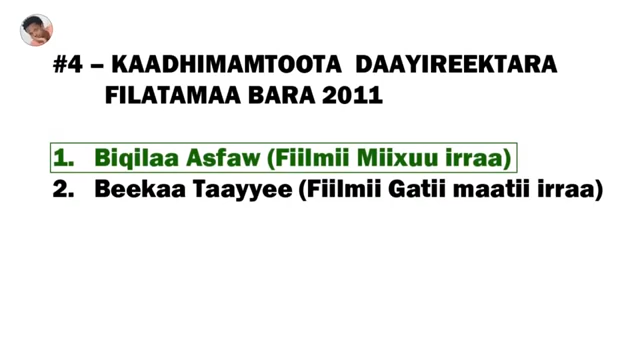 #4 – KAADHIMAMTOOTA DAAYIREEKTARA
FILATAMAA BARA 2011
1. Biqilaa Asfaw (Fiilmii Miixuu irraa)
2. Beekaa Taayyee (Fiilmii Gatii maatii irraa)